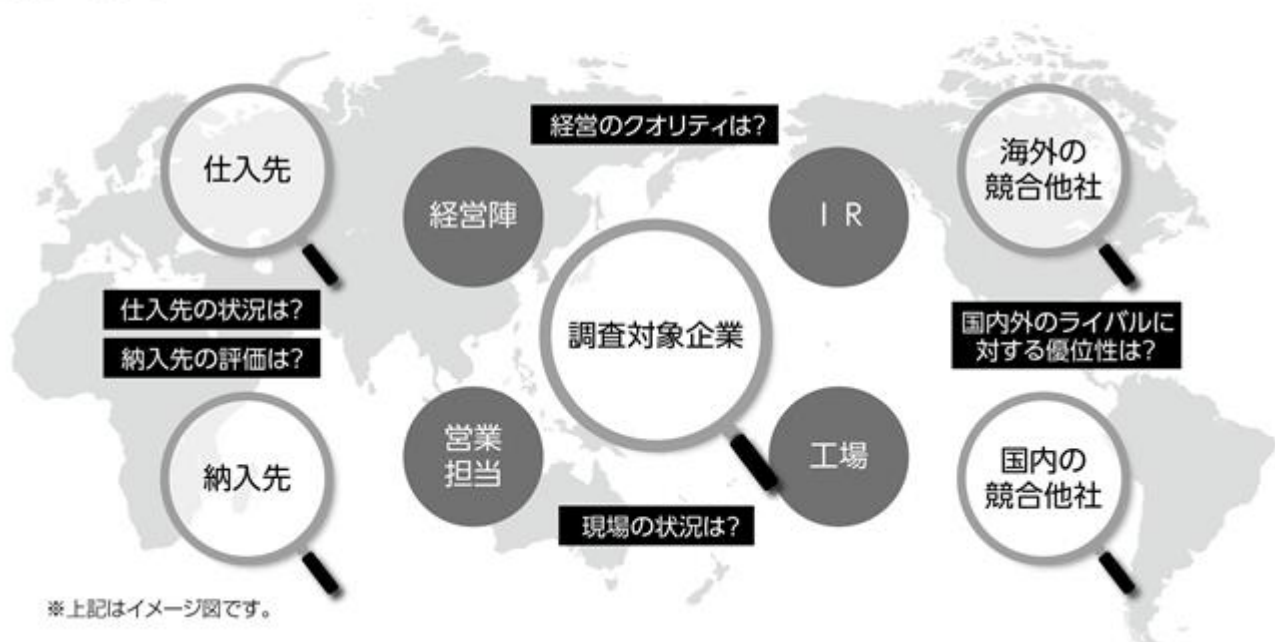 経営のクオリティは?
仕入先
経営陣
ＩＲ
海外の
競合他社
調査対象企業
仕入先の状況は?
納入先の評価は?
国内外のライバルに
対する優位性は?
納入先
営業
担当
工場
国内の
競合他社
現場の状況は?
※上記はイメージ図です。